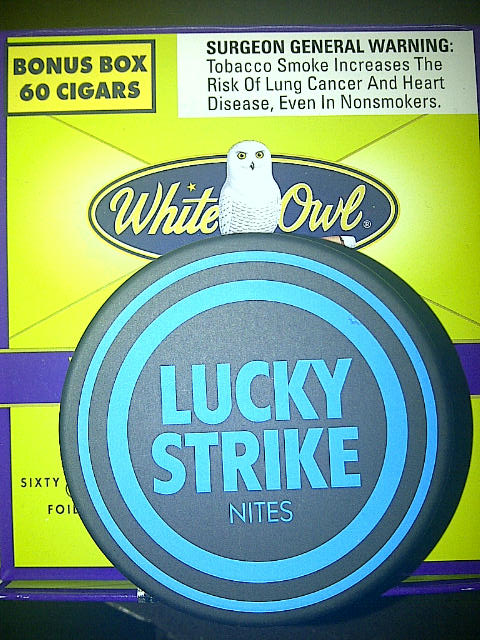 BONUS BOX
60 CIGARS
SURGEON GENERAL WARNING:
Tobacco Smoke Increases The
Risk Of Lung Cancer And Heart
Disease, Even In Nonsmokers.
White Owl®
LUCKY
STRIKE
NITES
SIXTY
FOIL